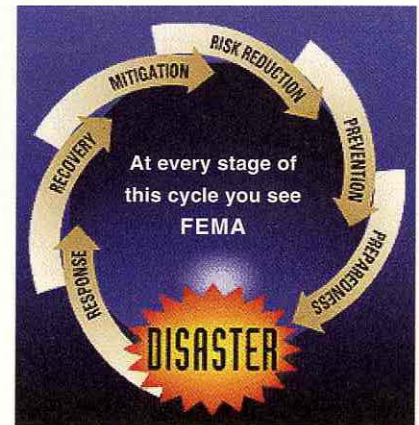 DISASTER
RESPONSE
RECOVERY
MITIGATION
RISK REDUCTION
PREVENTION
PREPAREDNESS
At every stage of
this cycle you see
FEMA